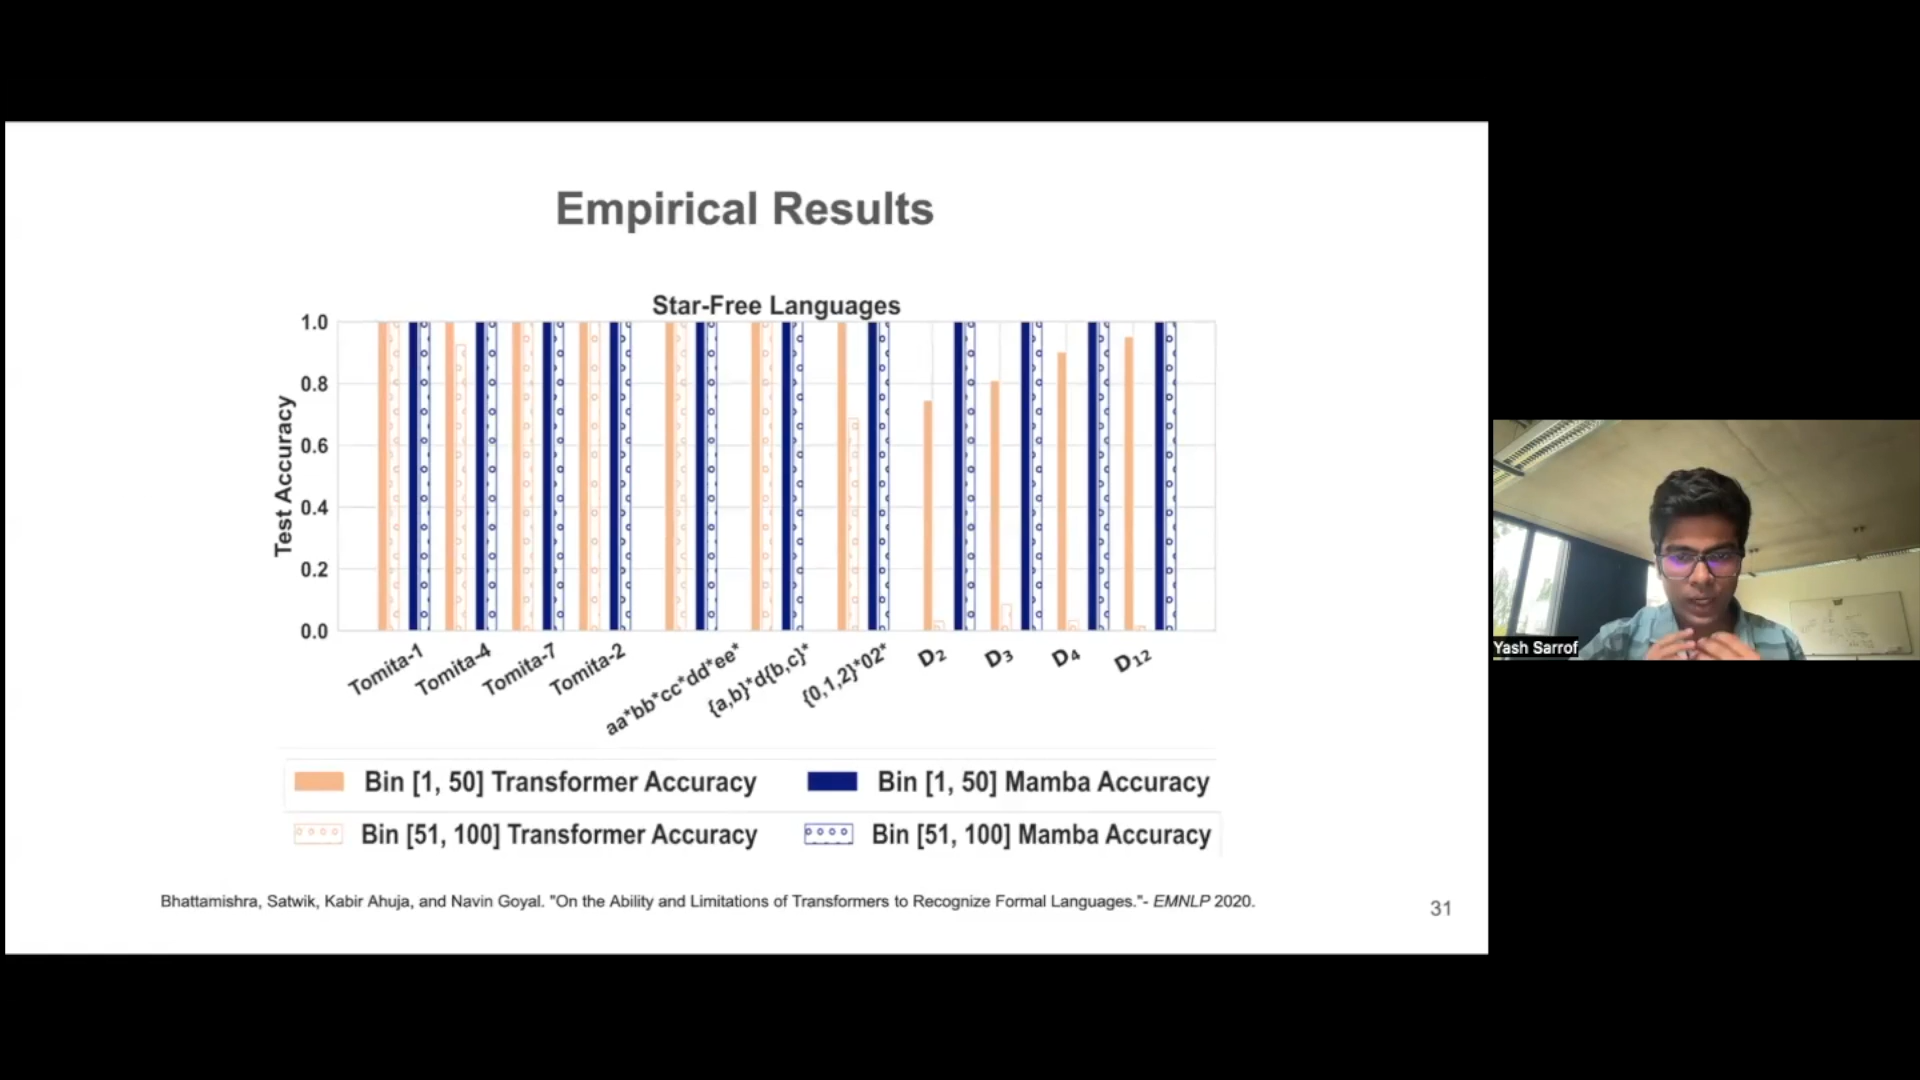 Empirical Results
Star-Free Languages
Test Accuracy
1.0
0.8
0.6
0.4
0.2
0.0
Tomita-1
Tomita-4
Tomita-7
Tomita-2
aa*bb*cc*dd*ee*
{a,b}*d{b,c}*
{0,1,2}*02*
D₂
D₃
D₄
D₁₂
Bin [1, 50] Transformer Accuracy
Bin [1, 50] Mamba Accuracy
Bin [51, 100] Transformer Accuracy
Bin [51, 100] Mamba Accuracy
Bhattamishra, Satwik, Kabir Ahuja, and Navin Goyal. "On the Ability and Limitations of Transformers to Recognize Formal Languages."- EMNLP 2020.
31
Yash Sarrof